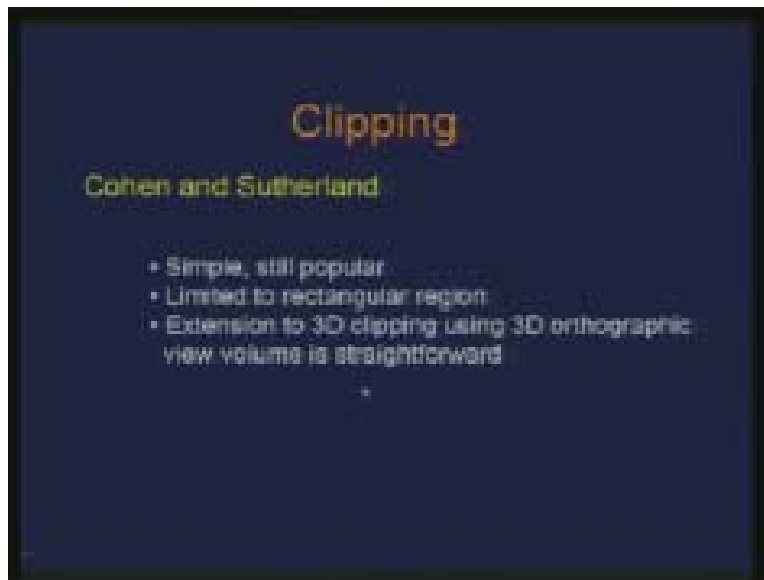 Clipping
Cohen and Sutherland
• Simple, still popular
• Limited to rectangular region
• Extension to 3D clipping using 3D orthographic
view volume is straightforward